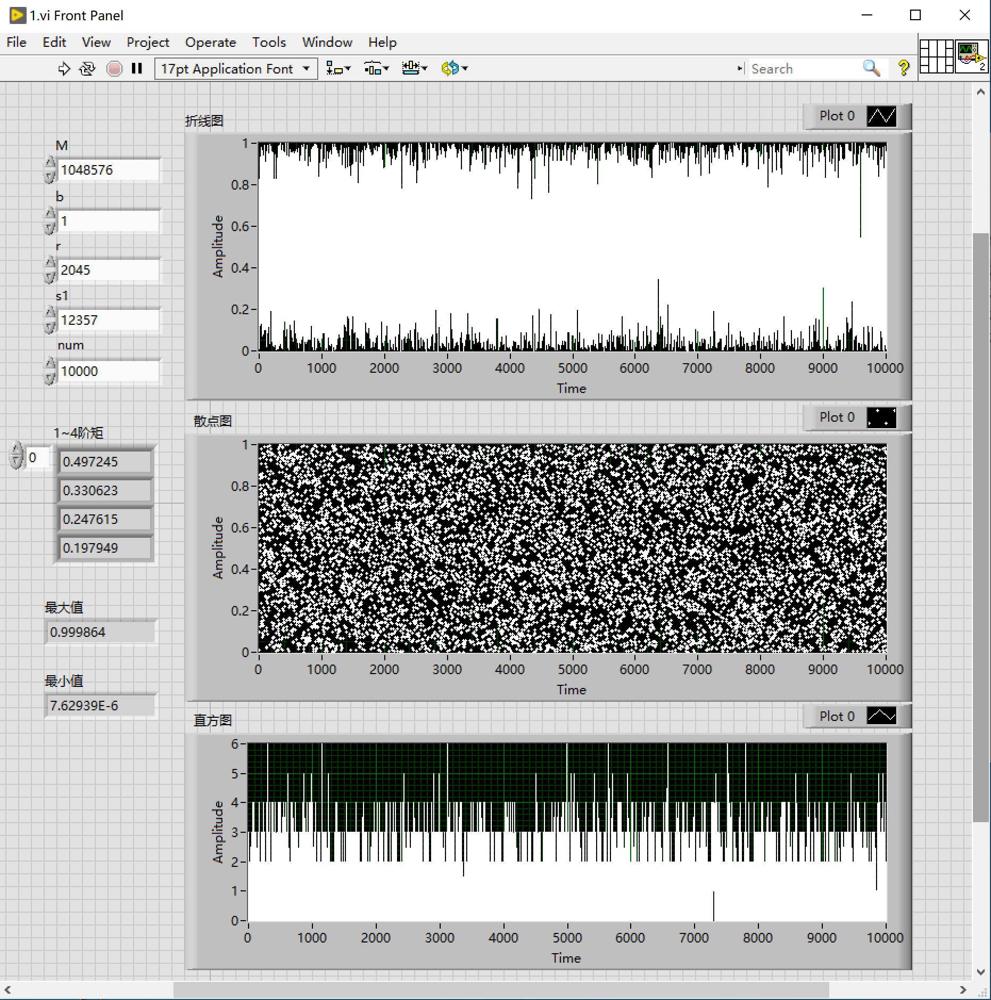 1.vi Front Panel
File Edit View Project Operate Tools Window Help
17pt Application Font
Search
2
M
1048576
b
1
r
2045
s1
12357
num
10000
1~4阶矩
0
0.497245
0.330623
0.247615
0.197949
最大值
0.999864
最小值
7.62939E-6
折线图
Plot 0
1
0.8
0.6
0.4
0.2
0
Amplitude
0 1000 2000 3000 4000 5000 6000 7000 8000 9000 10000
Time
散点图
Plot 0
1
0.8
0.6
0.4
0.2
0
Amplitude
0 1000 2000 3000 4000 5000 6000 7000 8000 9000 10000
Time
直方图
Plot 0
6
5
4
3
2
1
0
Amplitude
0 1000 2000 3000 4000 5000 6000 7000 8000 9000 10000
Time